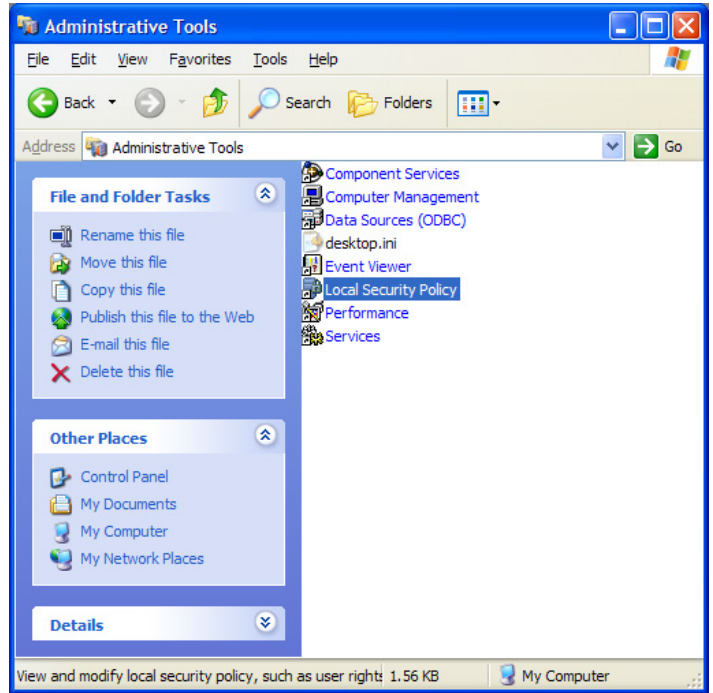 Administrative Tools
File Edit View Favorites Tools Help
Back Search Folders
Address Administrative Tools Go
File and Folder Tasks
Rename this file
Move this file
Copy this file
Publish this file to the Web
E-mail this file
Delete this file
Other Places
Control Panel
My Documents
My Computer
My Network Places
Details
Component Services
Computer Management
Data Sources (ODBC)
desktop.ini
Event Viewer
Local Security Policy
Performance
Services
View and modify local security policy, such as user rights 1.56 KB My Computer